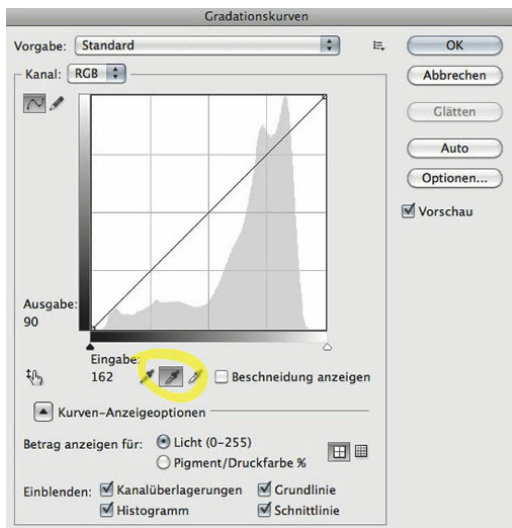 Gradationskurven
Vorgabe: Standard
OK
Kanal: RGB
Abbrechen
Glätten
Auto
Optionen...
Vorschau
Ausgabe:
90
Eingabe:
162
Beschneidung anzeigen
Kurven-Anzeigeoptionen
Betrag anzeigen für: Licht (0-255)
Pigment/Druckfarbe %
Einblenden: Kanalüberlagerungen Grundlinie
Histogramm Schnittlinie